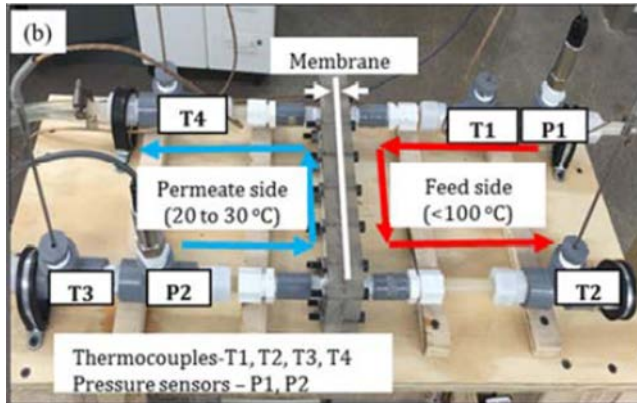 (b)
Membrane
T4
T1
P1
Permeate side
(20 to 30 °C)
Feed side
(<100 °C)
T3
P2
T2
Thermocouples-T1, T2, T3, T4
Pressure sensors – P1, P2